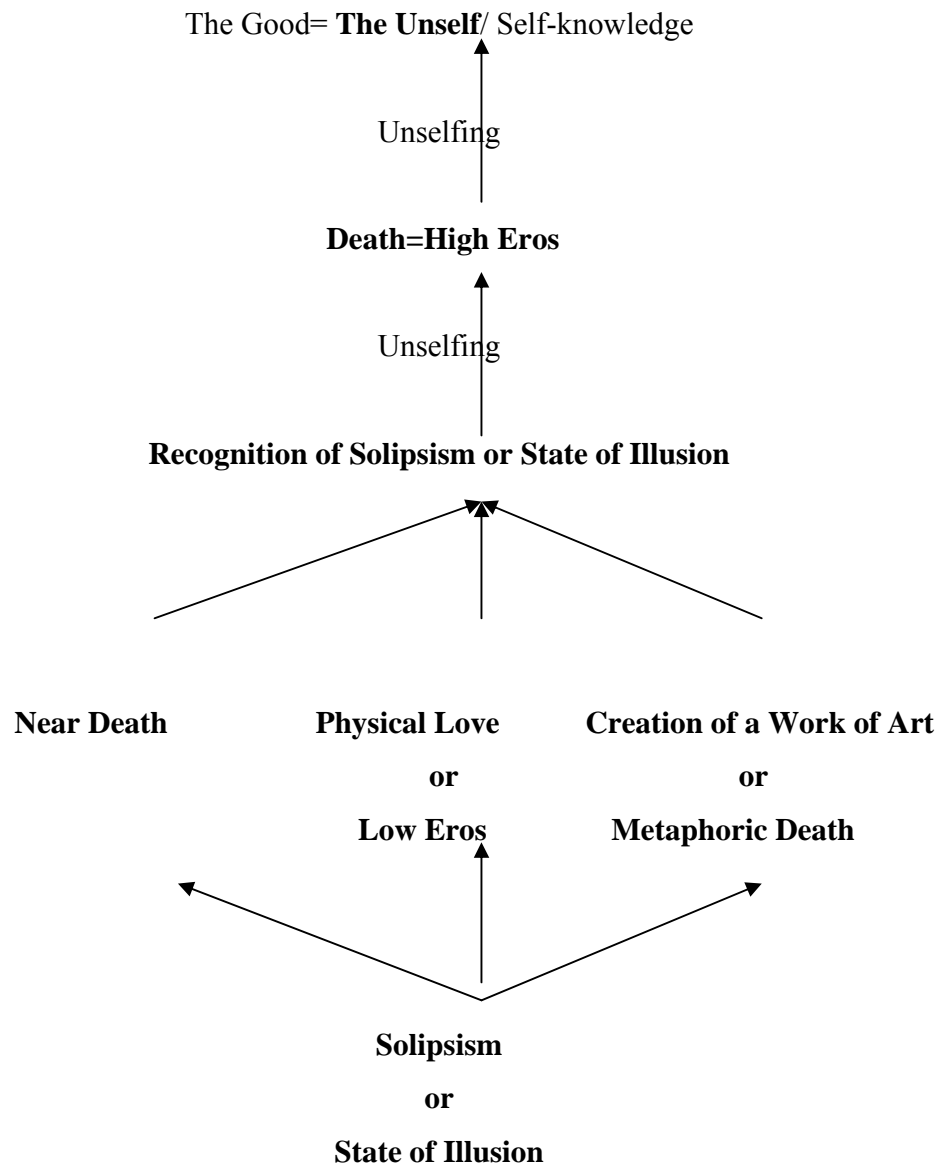 The Good= The Unself/ Self-knowledge
Unselfing
Death=High Eros
Unselfing
Recognition of Solipsism or State of Illusion
Near Death Physical Love Creation of a Work of Art
or or
Low Eros Metaphoric Death
Solipsism
or
State of Illusion